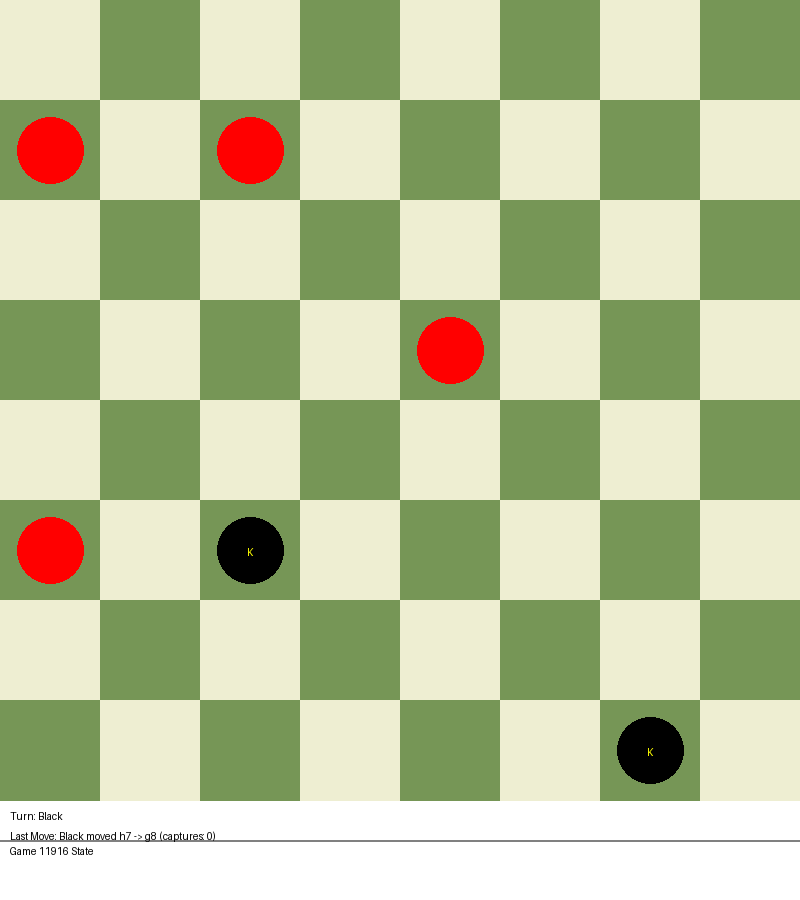 K
K
Turn: Black
Last Move: Black moved h7 -> g8 (captures: 0)
Game 11916 State